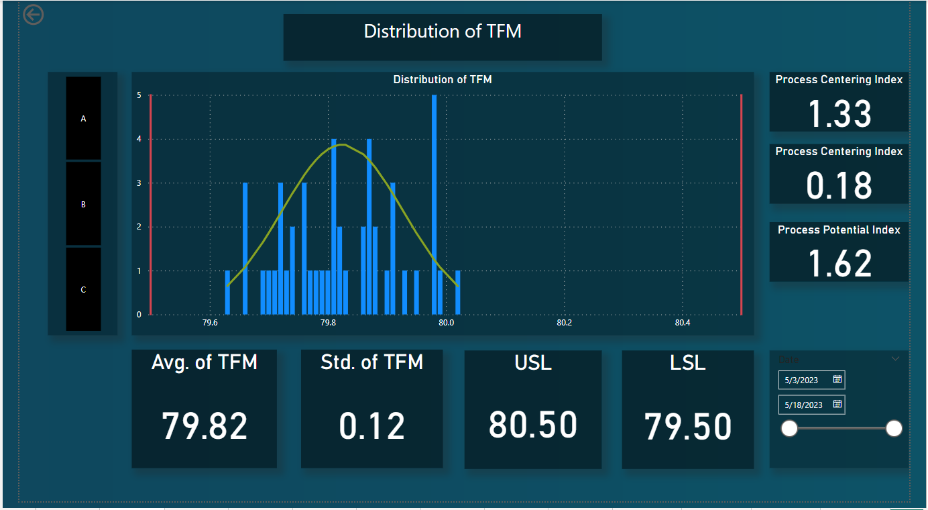 Distribution of TFM
A
B
C
Distribution of TFM
5
4
3
2
1
0
79.6 79.8 80.0 80.2 80.4
Process Centering Index
1.33
Process Centering Index
0.18
Process Potential Index
1.62
Avg. of TFM
79.82
Std. of TFM
0.12
USL
80.50
LSL
79.50
Date
5/3/2023
5/18/2023